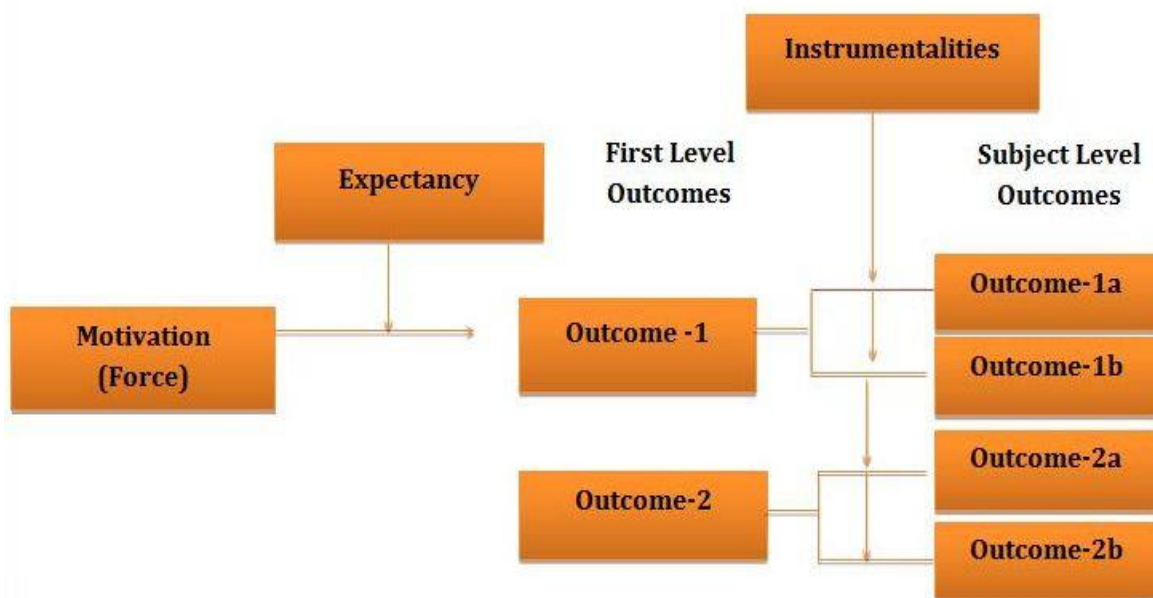 Instrumentalities
Expectancy
First Level
Outcomes
Subject Level
Outcomes
Motivation
(Force)
Outcome -1
Outcome-1a
Outcome-1b
Outcome-2
Outcome-2a
Outcome-2b